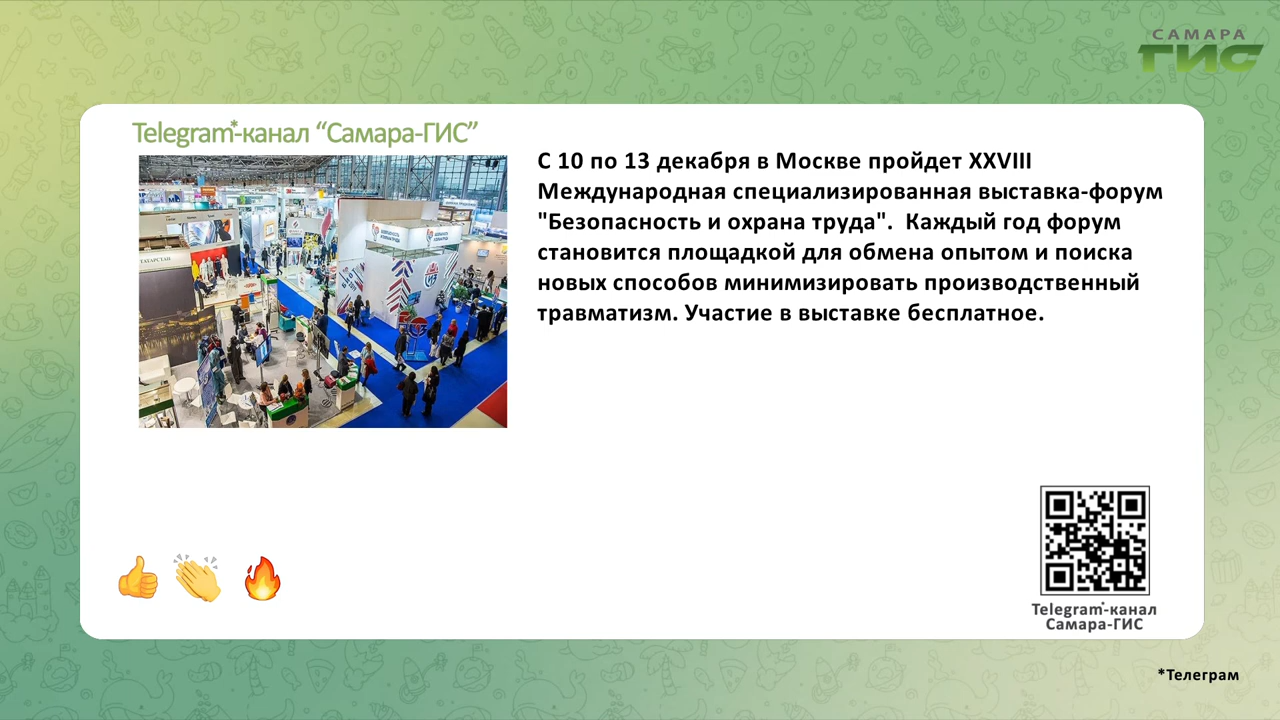 САМАРА
ГИС
Telegram*-канал “Самара-ГИС”
С 10 по 13 декабря в Москве пройдет XXVIII
Международная специализированная выставка-форум
"Безопасность и охрана труда".  Каждый год форум
становится площадкой для обмена опытом и поиска
новых способов минимизировать производственный
травматизм. Участие в выставке бесплатное.
ТАТАРСТАН
Telegram*-канал
Самара-ГИС
*Телеграм